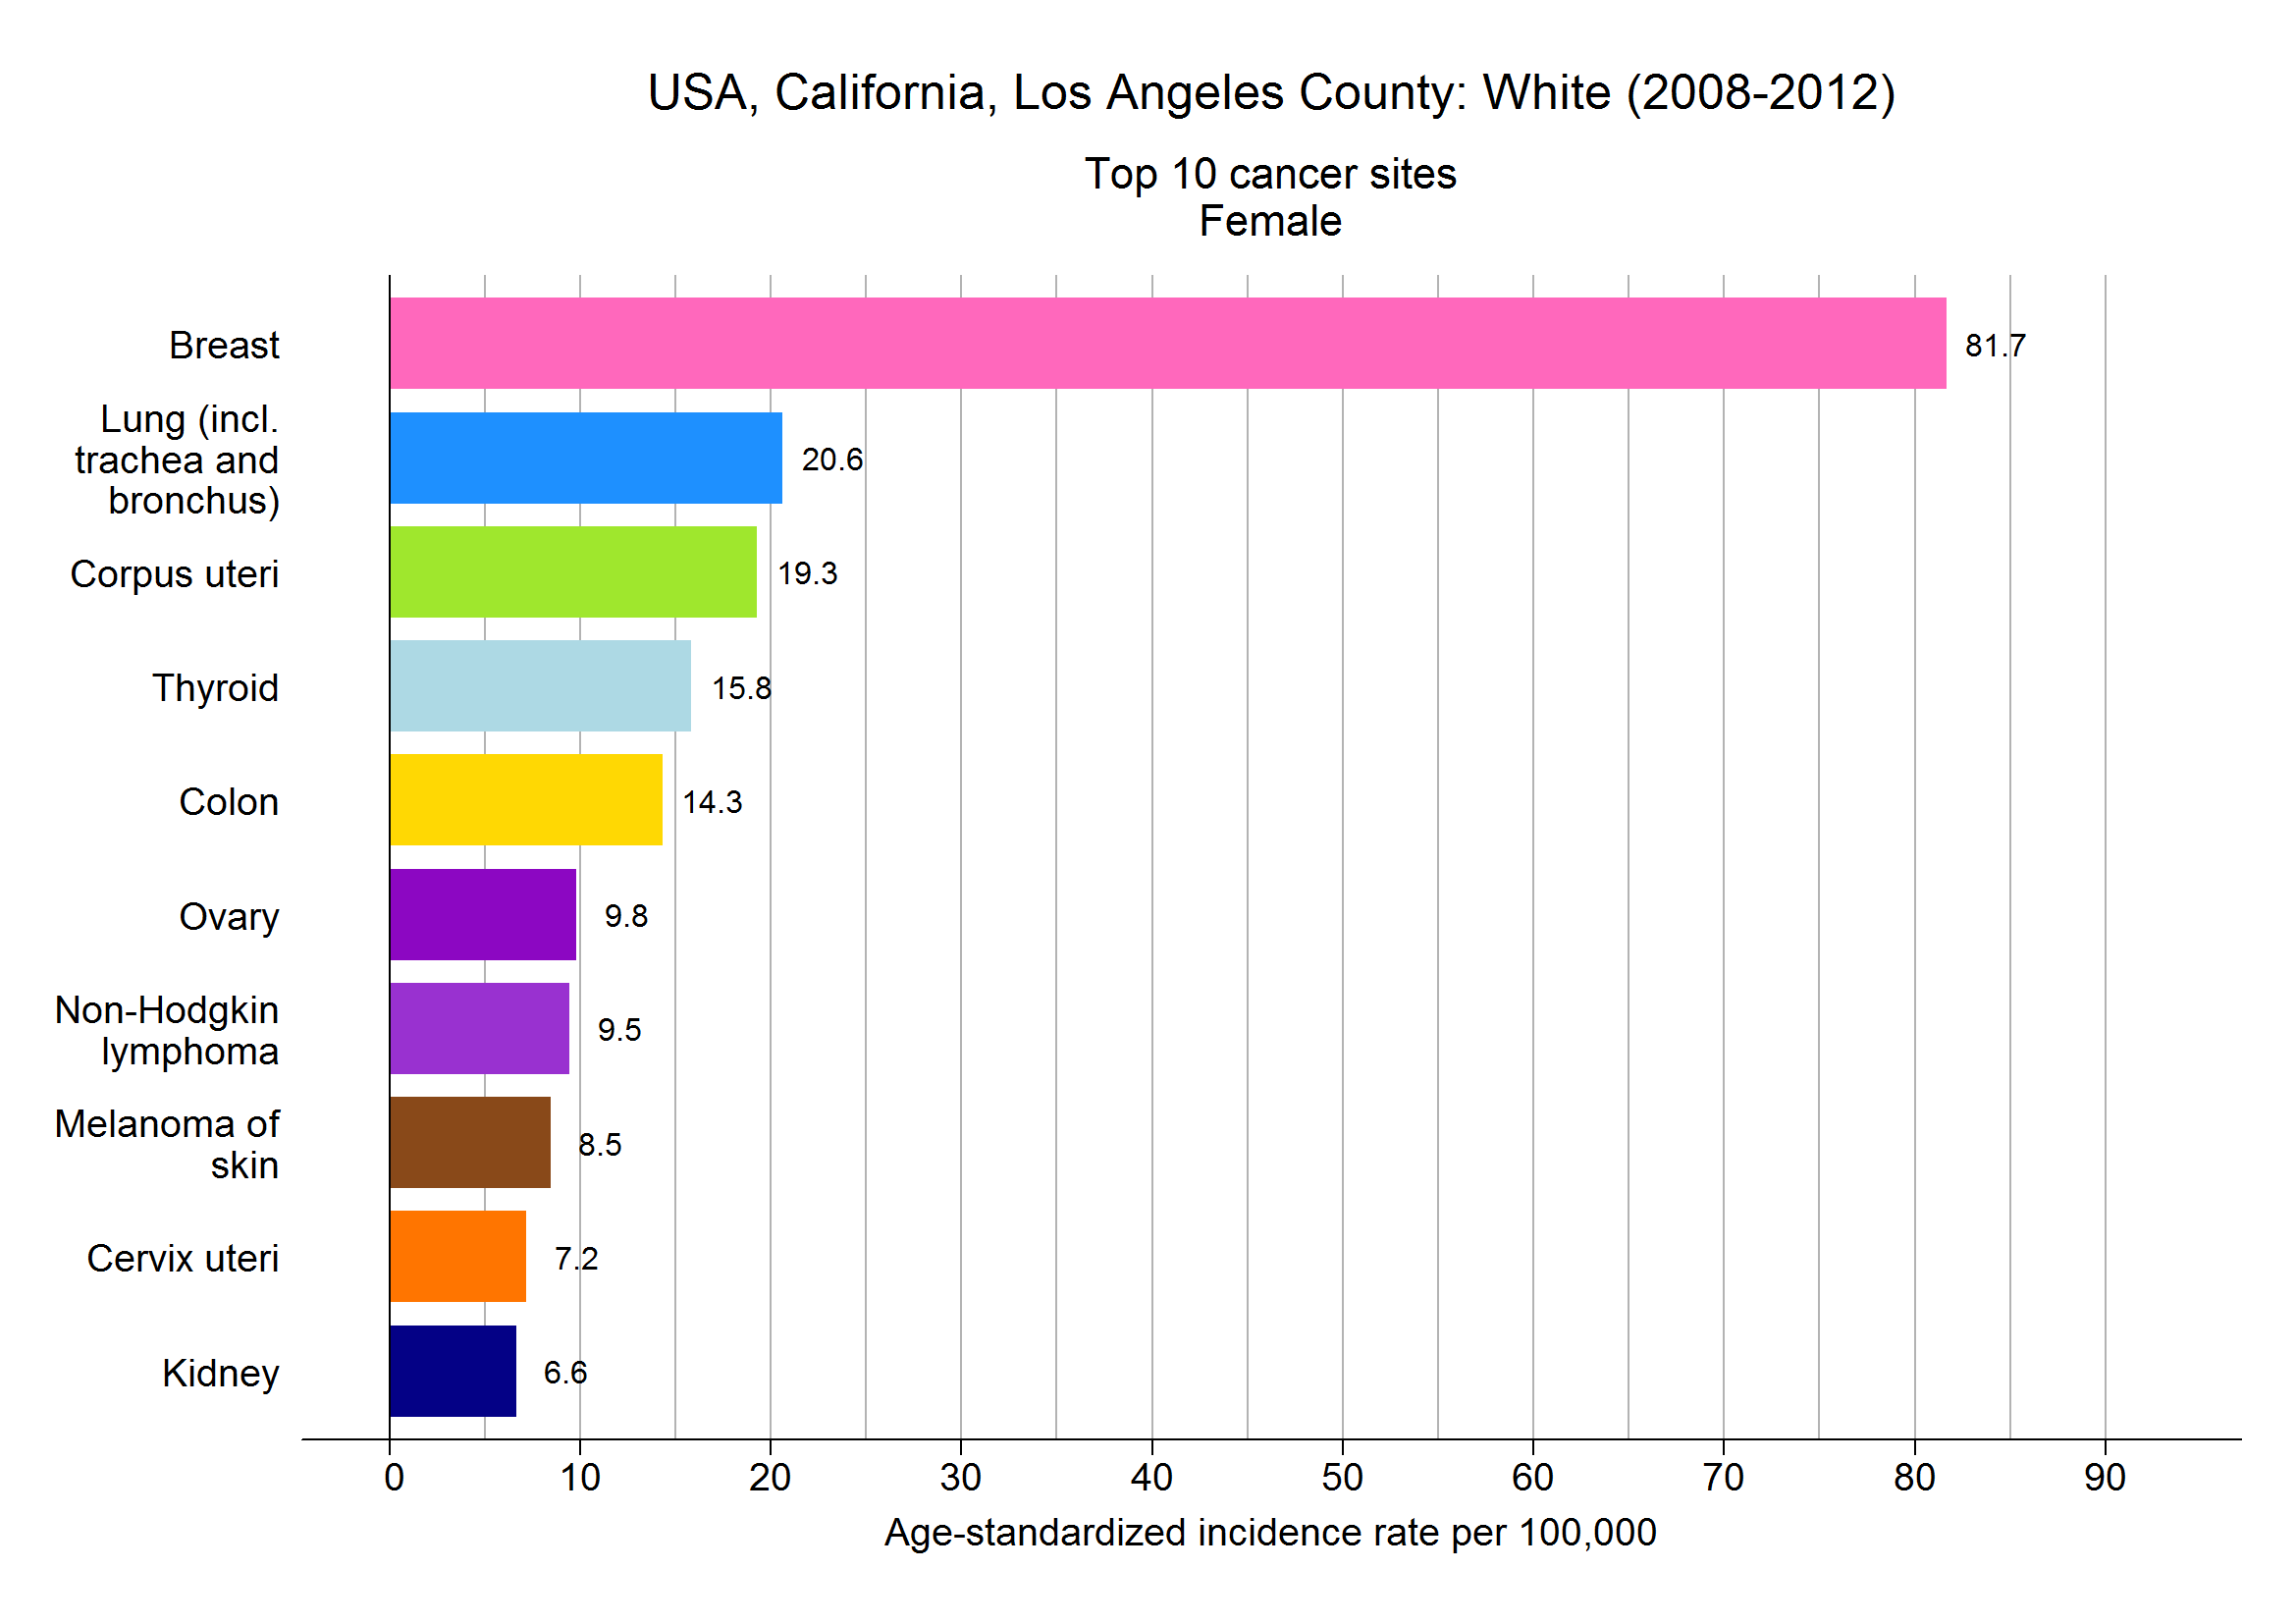 USA, California, Los Angeles County: White (2008-2012)
Top 10 cancer sites
Female
Breast
81.7
Lung (incl.
trachea and
bronchus)
20.6
Corpus uteri
19.3
Thyroid
15.8
Colon
14.3
Ovary
9.8
Non-Hodgkin
lymphoma
9.5
Melanoma of
skin
8.5
Cervix uteri
7.2
Kidney
6.6
0 10 20 30 40 50 60 70 80 90
Age-standardized incidence rate per 100,000